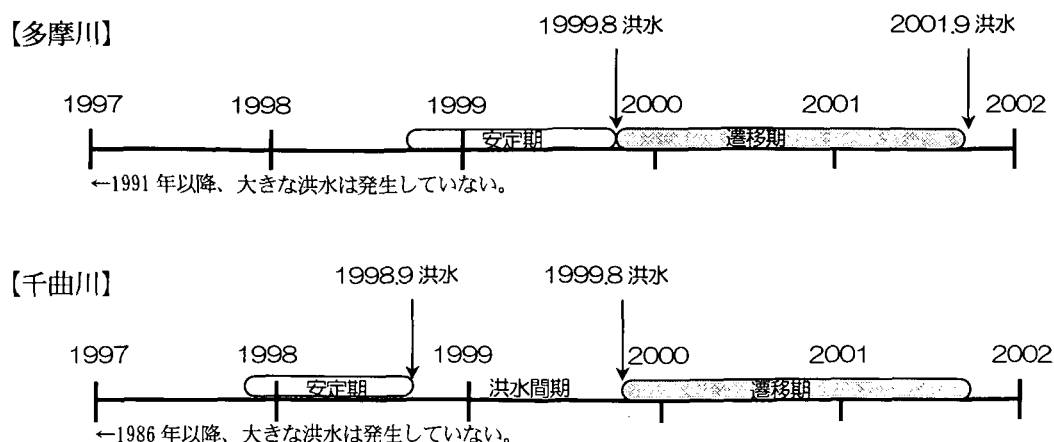 【多摩川】
1999.8 洪水 2001.9 洪水
1997 1998 1999 2000 2001 2002
安定期 遷移期
←1991 年以降、大きな洪水は発生していない。
【千曲川】
1998.9 洪水 1999.8 洪水
1997 1998 1999 2000 2001 2002
安定期 洪水間期 遷移期
←1986 年以降、大きな洪水は発生していない。